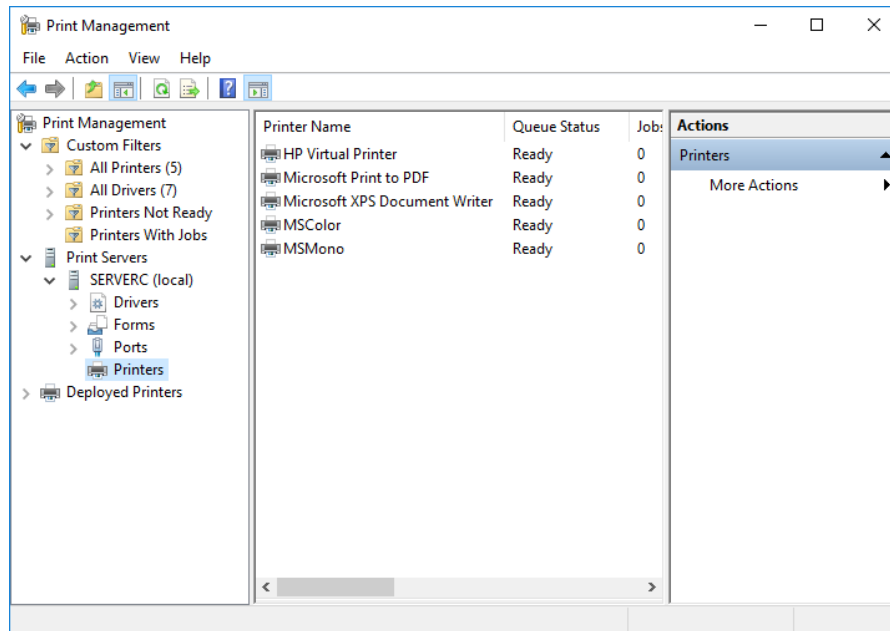 Print Management
File Action View Help
Print Management
Custom Filters
All Printers (5)
All Drivers (7)
Printers Not Ready
Printers With Jobs
Print Servers
SERVERC (local)
Drivers
Forms
Ports
Printers
Deployed Printers
Printer Name Queue Status Jobs
HP Virtual Printer Ready 0
Microsoft Print to PDF Ready 0
Microsoft XPS Document Writer Ready 0
MSColor Ready 0
MSMono Ready 0
Actions
Printers
More Actions